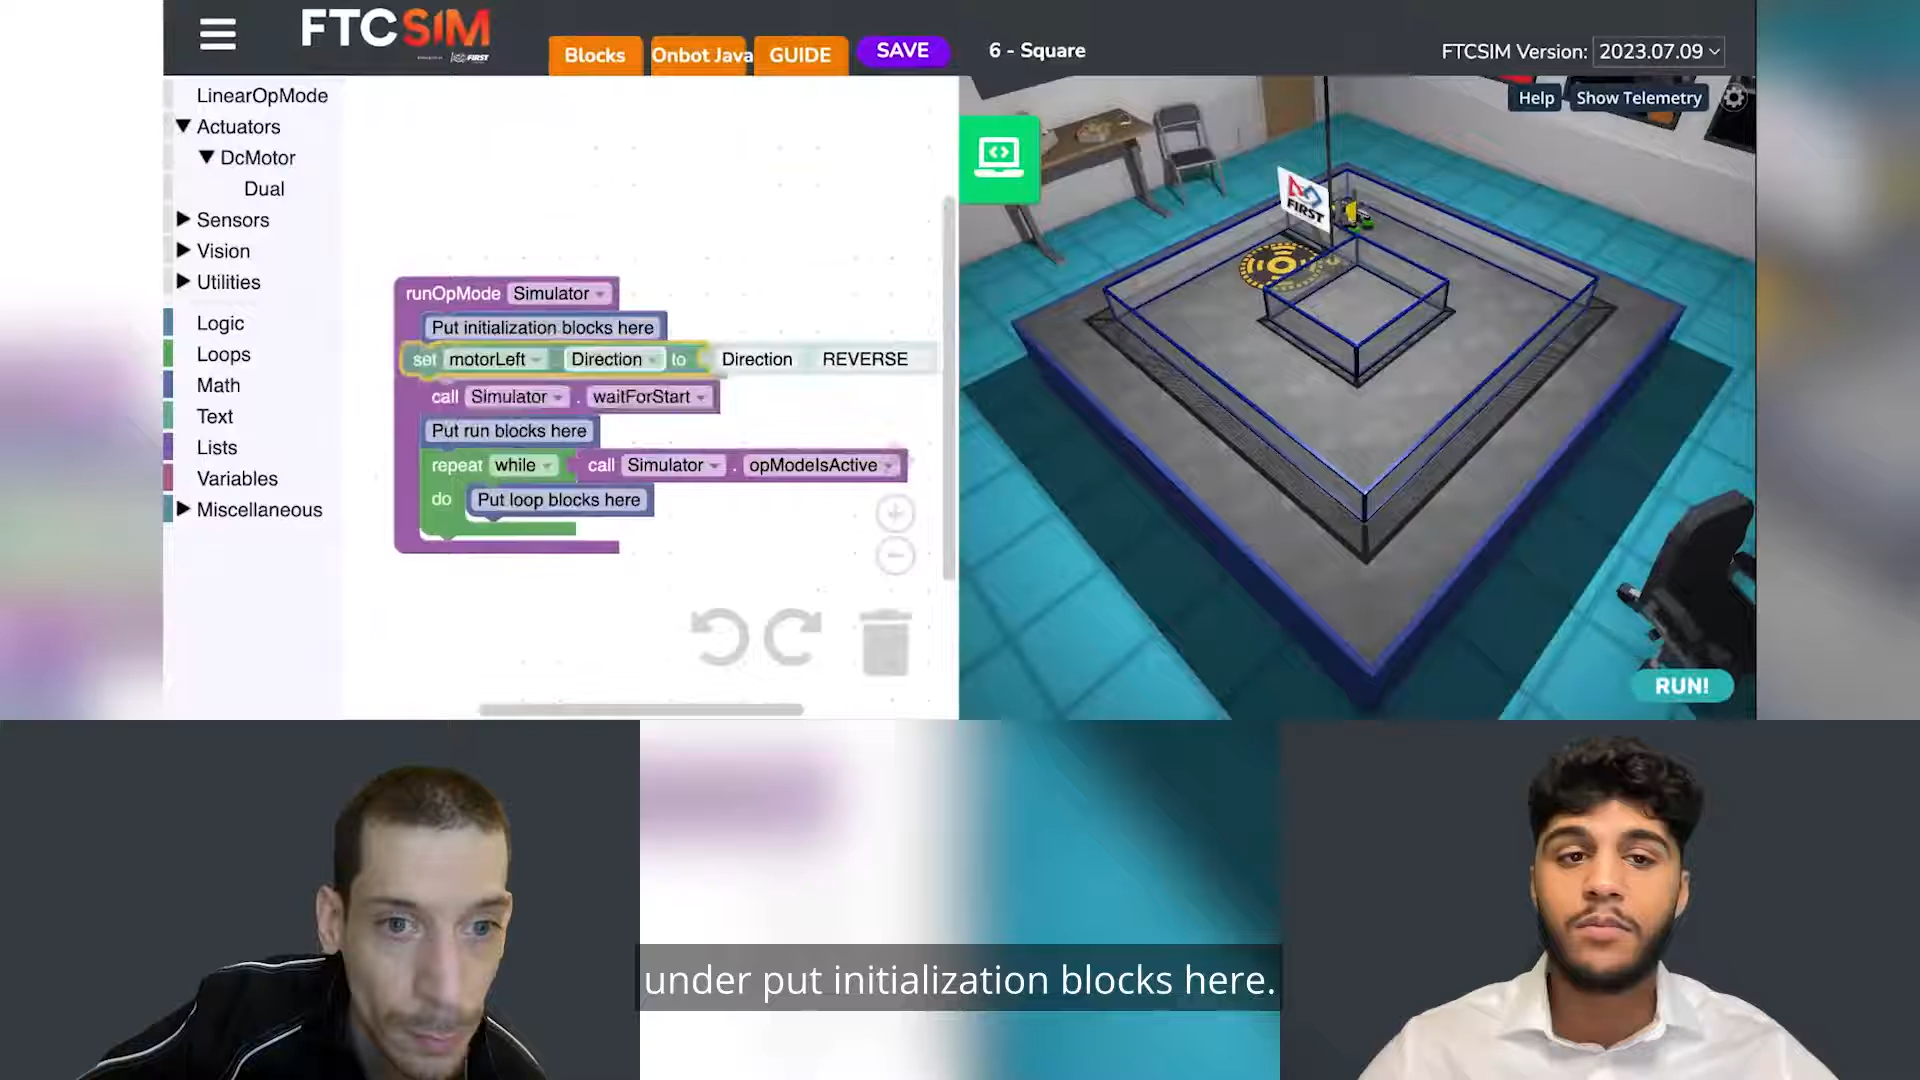 FTCSIM
FIRST
Blocks
Onbot Java
GUIDE
SAVE
6 - Square
FTCSIM Version: 2023.07.09
Help
Show Telemetry
LinearOpMode
Actuators
DcMotor
Dual
Sensors
Vision
Utilities
Logic
Loops
Math
Text
Lists
Variables
Miscellaneous
runOpMode Simulator
Put initialization blocks here
set motorLeft . Direction to Direction REVERSE
call Simulator . waitForStart
Put run blocks here
repeat while call Simulator . opModeIsActive
do Put loop blocks here
FIRST
RUN!
under put initialization blocks here.